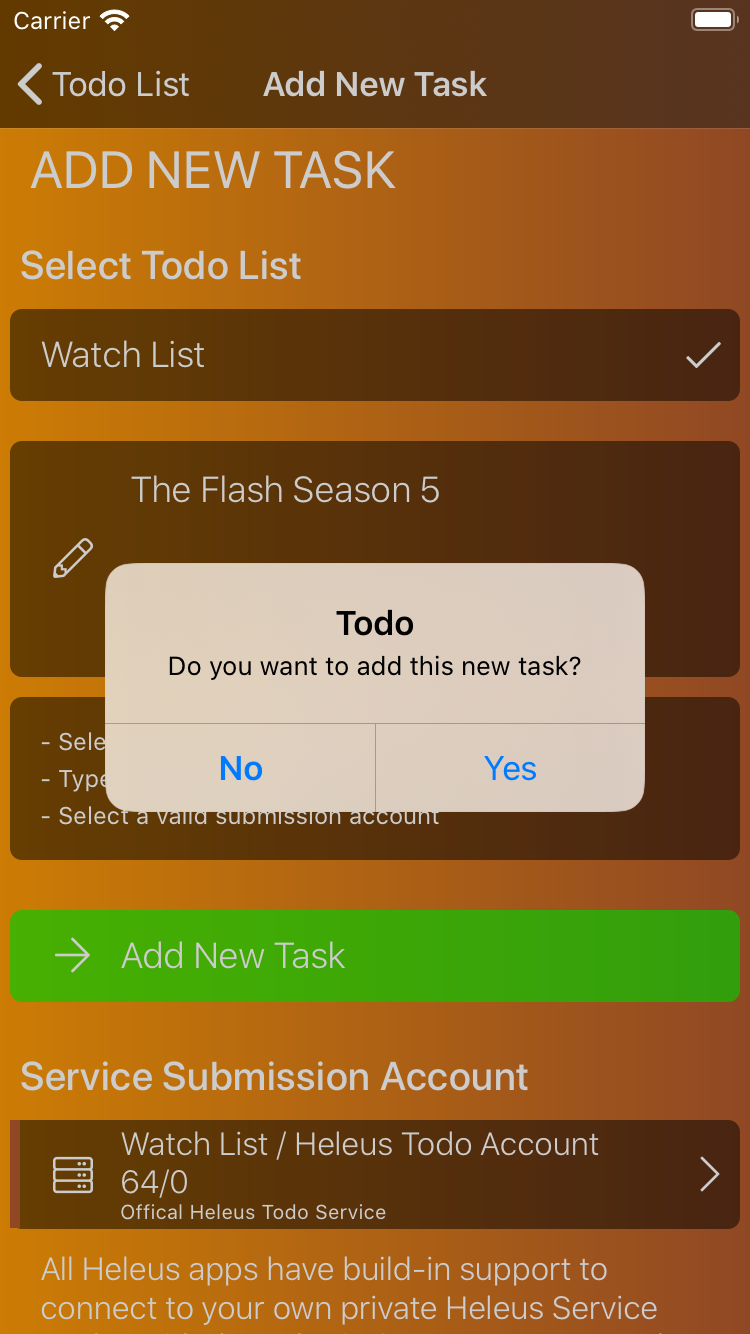 Carrier
Todo List
Add New Task
ADD NEW TASK
Select Todo List
Watch List
The Flash Season 5
Todo
Do you want to add this new task?
No
Yes
-
-
- Select a valid submission account
Add New Task
Service Submission Account
Watch List / Heleus Todo Account
64/0
Offical Heleus Todo Service
All Heleus apps have build-in support to
connect to your own private Heleus Service